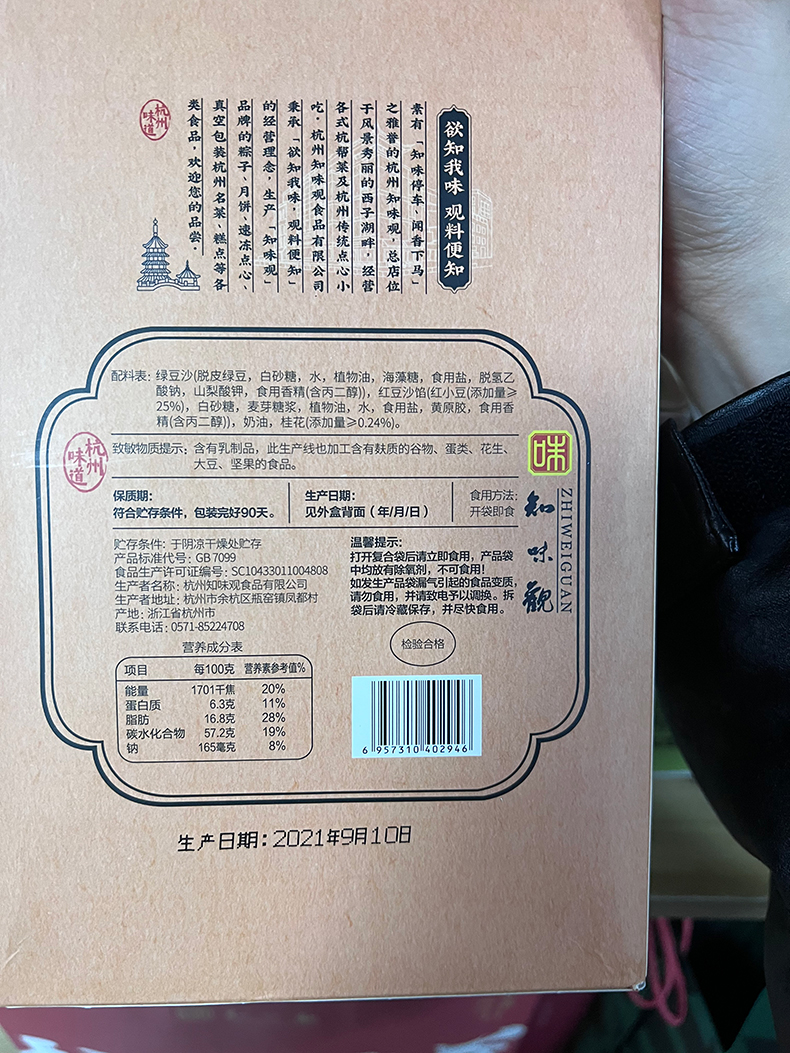 欲知我味 观料便知
素有「知味停车、闻香下马」
之雅誉的杭州知味观，总店位
于风景秀丽的西子湖畔，经营
各式杭帮菜及杭州传统点心小
吃。杭州知味观食品有限公司
秉承「欲知我味，观料便知」
的经营理念，生产「知味观」
品牌的粽子、月饼、速冻点心、
真空包装杭州名菜、糕点等各
类食品，欢迎您的品尝。
杭州味道
配料表：绿豆沙(脱皮绿豆，白砂糖，水，植物油，海藻糖，食用盐，脱氢乙
酸钠，山梨酸钾，食用香精(含丙二醇))，红豆沙馅(红小豆(添加量≥
25%)，白砂糖，麦芽糖浆，植物油，水，食用盐，黄原胶，食用香
精(含丙二醇))，奶油，桂花(添加量≥0.24%)。
杭州味道
致敏物质提示：含有乳制品，此生产线也加工含有麸质的谷物、蛋类、花生、
大豆、坚果的食品。
味
保质期：
符合贮存条件，包装完好90天。
生产日期：
见外盒背面（年/月/日）
食用方法：
开袋即食
知味觀
ZHIWEIGUAN
贮存条件：于阴凉干燥处贮存
产品标准代号：GB 7099
食品生产许可证编号：SC10433011004808
生产者名称：杭州知味观食品有限公司
生产者地址：杭州市余杭区瓶窑镇凤都村
产地：浙江省杭州市
联系电话：0571-85224708
温馨提示：
打开复合袋后请立即食用，产品袋
中均放有除氧剂，不可食用！
如发生产品袋漏气引起的食品变质，
请勿食用，并请致电予以调换。拆
袋后请冷藏保存，并尽快食用。
检验合格
营养成分表
项目 每100克 营养素参考值%
能量 1701千焦 20%
蛋白质 6.3克 11%
脂肪 16.8克 28%
碳水化合物 57.2克 19%
钠 165毫克 8%
6 957310 402946
生产日期：2021年9月10日